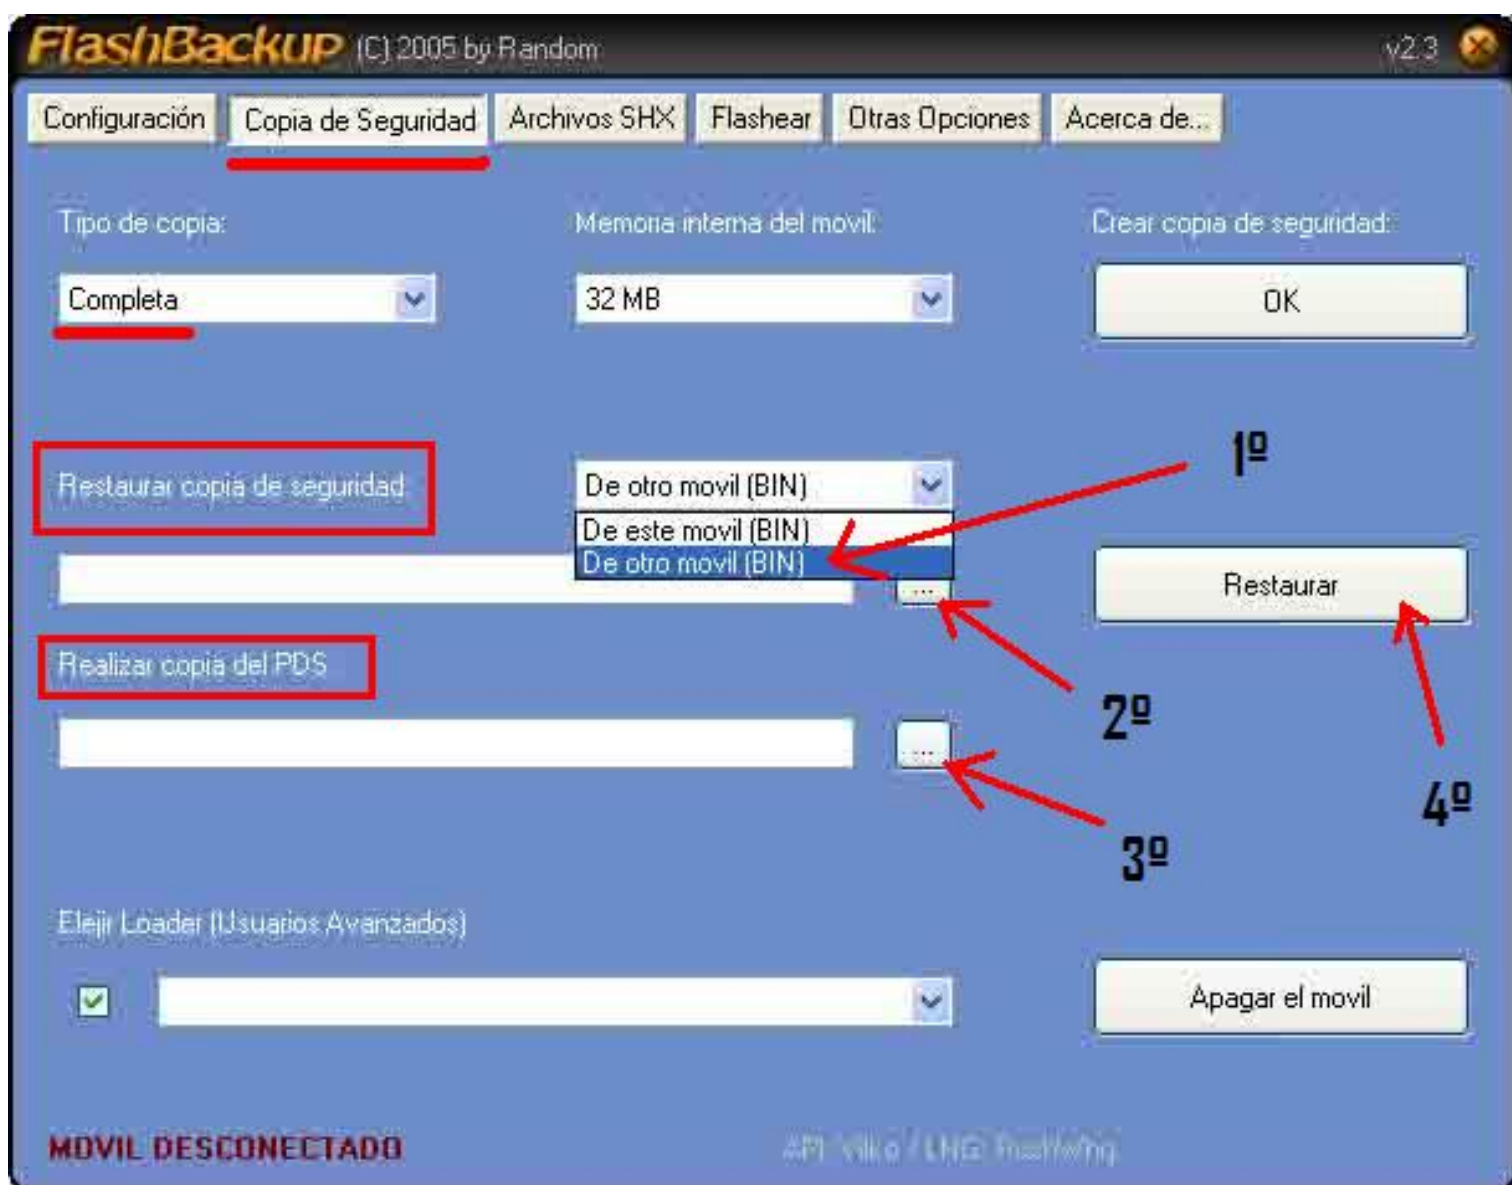 FlashBackup (C) 2005 by Random v2.3
Configuración Copia de Seguridad Archivos SHX Flashear Otras Opciones Acerca de...
Tipo de copia: Memoria interna del movil: Crear copia de seguridad:
Completa 32 MB OK
1º
Restaurar copia de seguridad De otro movil (BIN)
De este movil (BIN)
De otro movil (BIN)
... Restaurar
Realizar copia del PDS
2º
...
4º
3º
Elejir Loader (Usuarios Avanzados)
Apagar el movil
MOVIL DESCONECTADO API: / LNG: